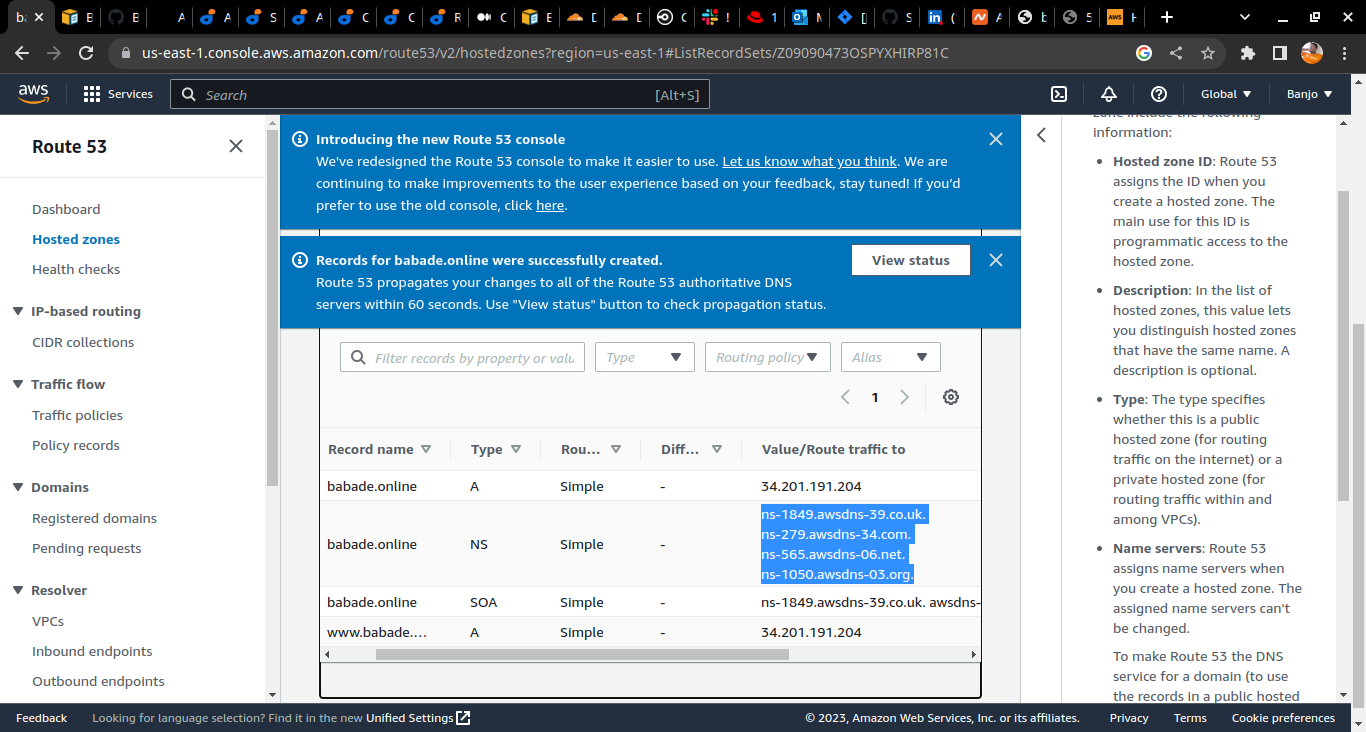 us-east-1.console.aws.amazon.com/route53/v2/hostedzones?region=us-east-1#ListRecordSets/Z09090473OSPYXHIRP81C
aws
Services
Search
[Alt+S]
Global
Banjo
Route 53
Dashboard
Hosted zones
Health checks
IP-based routing
CIDR collections
Traffic flow
Traffic policies
Policy records
Domains
Registered domains
Pending requests
Resolver
VPCs
Inbound endpoints
Outbound endpoints
Introducing the new Route 53 console
We've redesigned the Route 53 console to make it easier to use. Let us know what you think. We are
continuing to make improvements to the user experience based on your feedback, stay tuned! If you'd
prefer to use the old console, click here.
Records for babade.online were successfully created.
Route 53 propagates your changes to all of the Route 53 authoritative DNS
servers within 60 seconds. Use "View status" button to check propagation status.
View status
Filter records by property or valu
Type
Routing policy
Alias
1
Record name
Type
Rou...
Diff...
Value/Route traffic to
babade.online
A
Simple
-
34.201.191.204
babade.online
NS
Simple
-
ns-1849.awsdns-39.co.uk.
ns-279.awsdns-34.com.
ns-565.awsdns-06.net.
ns-1050.awsdns-03.org.
babade.online
SOA
Simple
-
ns-1849.awsdns-39.co.uk. awsdns-
www.babade....
A
Simple
-
34.201.191.204
zone include the following
information:
Hosted zone ID: Route 53
assigns the ID when you
create a hosted zone. The
main use for this ID is
programmatic access to the
hosted zone.
Description: In the list of
hosted zones, this value lets
you distinguish hosted zones
that have the same name. A
description is optional.
Type: The type specifies
whether this is a public
hosted zone (for routing
traffic on the internet) or a
private hosted zone (for
routing traffic within and
among VPCs).
Name servers: Route 53
assigns name servers when
you create a hosted zone. The
assigned name servers can't
be changed.
To make Route 53 the DNS
service for a domain (to use
the records in a public hosted
Feedback
Looking for language selection? Find it in the new Unified Settings
© 2023, Amazon Web Services, Inc. or its affiliates.
Privacy
Terms
Cookie preferences